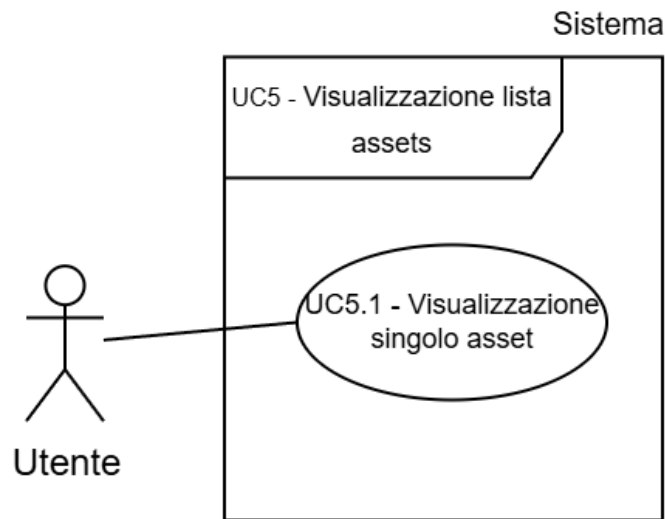 Sistema
UC5 - Visualizzazione lista
assets
UC5.1 - Visualizzazione
singolo asset
Utente